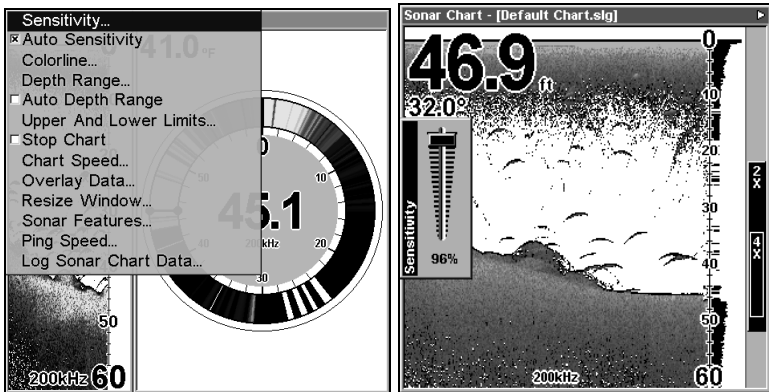 Sensitivity...
Auto Sensitivity
Colorline...
Depth Range...
Auto Depth Range
Upper And Lower Limits...
Stop Chart
Chart Speed...
Overlay Data...
Resize Window...
Sonar Features...
Ping Speed...
Log Sonar Chart Data...
41.0 °F
0
50
10
45.1
40
200kHz
20
30
50
200kHz 60
Sonar Chart - [Default Chart.slg]
46.9 ft
32.0°
0
10
20
30
40
50
60
Sensitivity
96%
2X
4X
200kHz